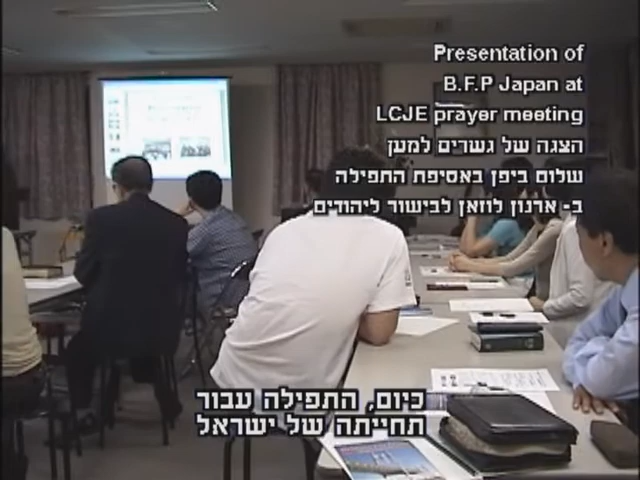 Presentation of
B.F.P Japan at
LCJE prayer meeting
הצגה של גשרים למען
שלום ביפן באסיפת התפילה
ב- ארגון לוזאן לבישור ליהודים
כיום, התפילה עבור
תחייתה של ישראל